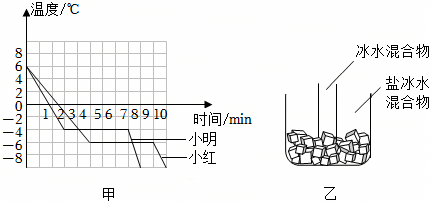 温度/℃
8
6
4
2
0
-2
-4
-6
-8
1 2 3 4 5 6 7 8 9 10
时间/min
小明
小红
甲
冰水混合物
盐冰水
混合物
乙